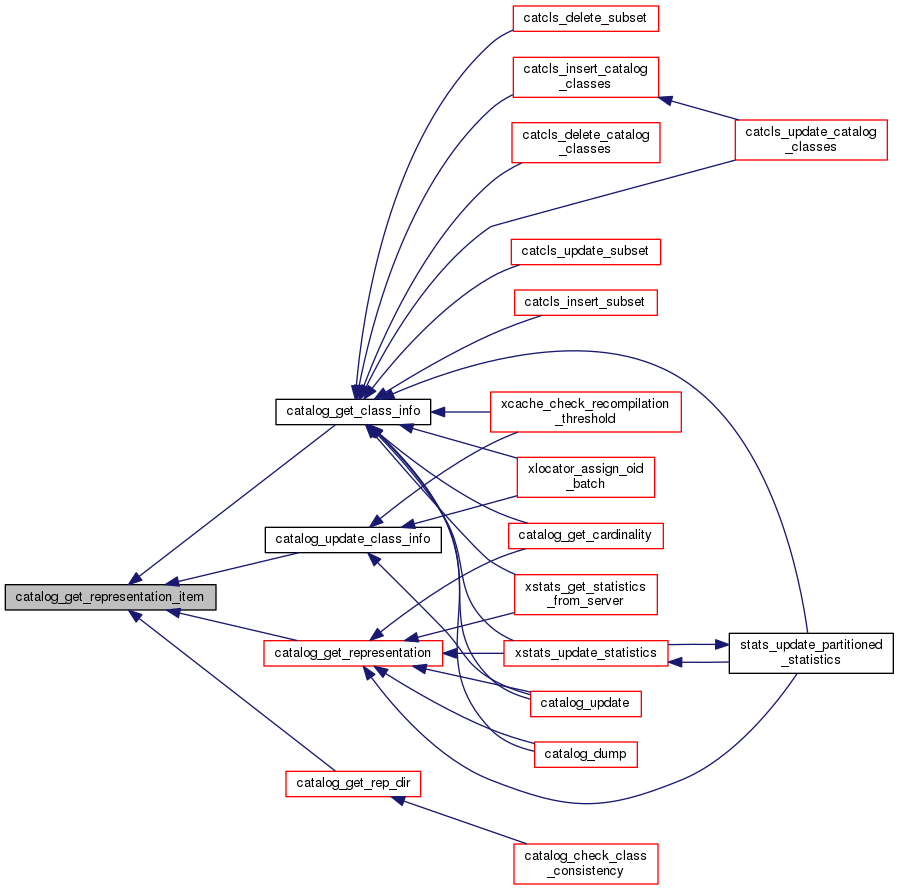 catcls_delete_subset
catcls_insert_catalog
_classes
catcls_delete_catalog
_classes
catcls_update_catalog
_classes
catcls_update_subset
catcls_insert_subset
catalog_get_class_info
xcache_check_recompilation
_threshold
xlocator_assign_oid
_batch
catalog_update_class_info
catalog_get_cardinality
catalog_get_representation_item
xstats_get_statistics
_from_server
catalog_get_representation
xstats_update_statistics
stats_update_partitioned
_statistics
catalog_update
catalog_dump
catalog_get_rep_dir
catalog_check_class
_consistency